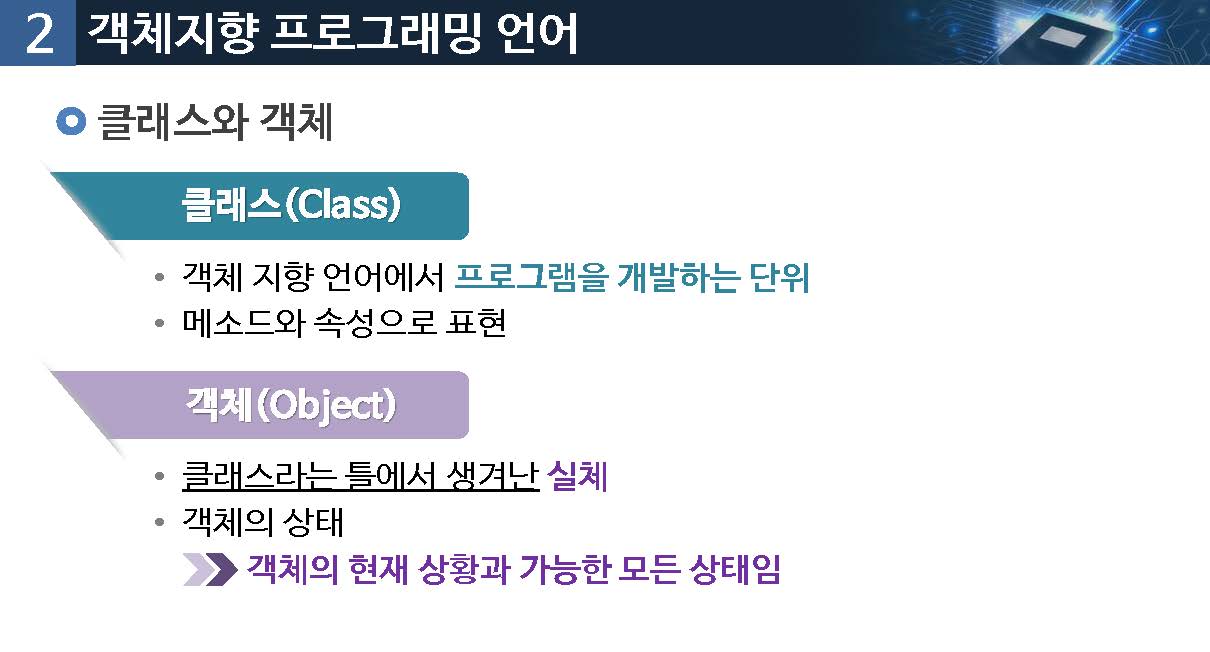 2 객체지향 프로그래밍 언어
클래스와 객체
클래스(Class)
• 객체 지향 언어에서 프로그램을 개발하는 단위
• 메소드와 속성으로 표현
객체(Object)
• 클래스라는 틀에서 생겨난 실체
• 객체의 상태
객체의 현재 상황과 가능한 모든 상태임